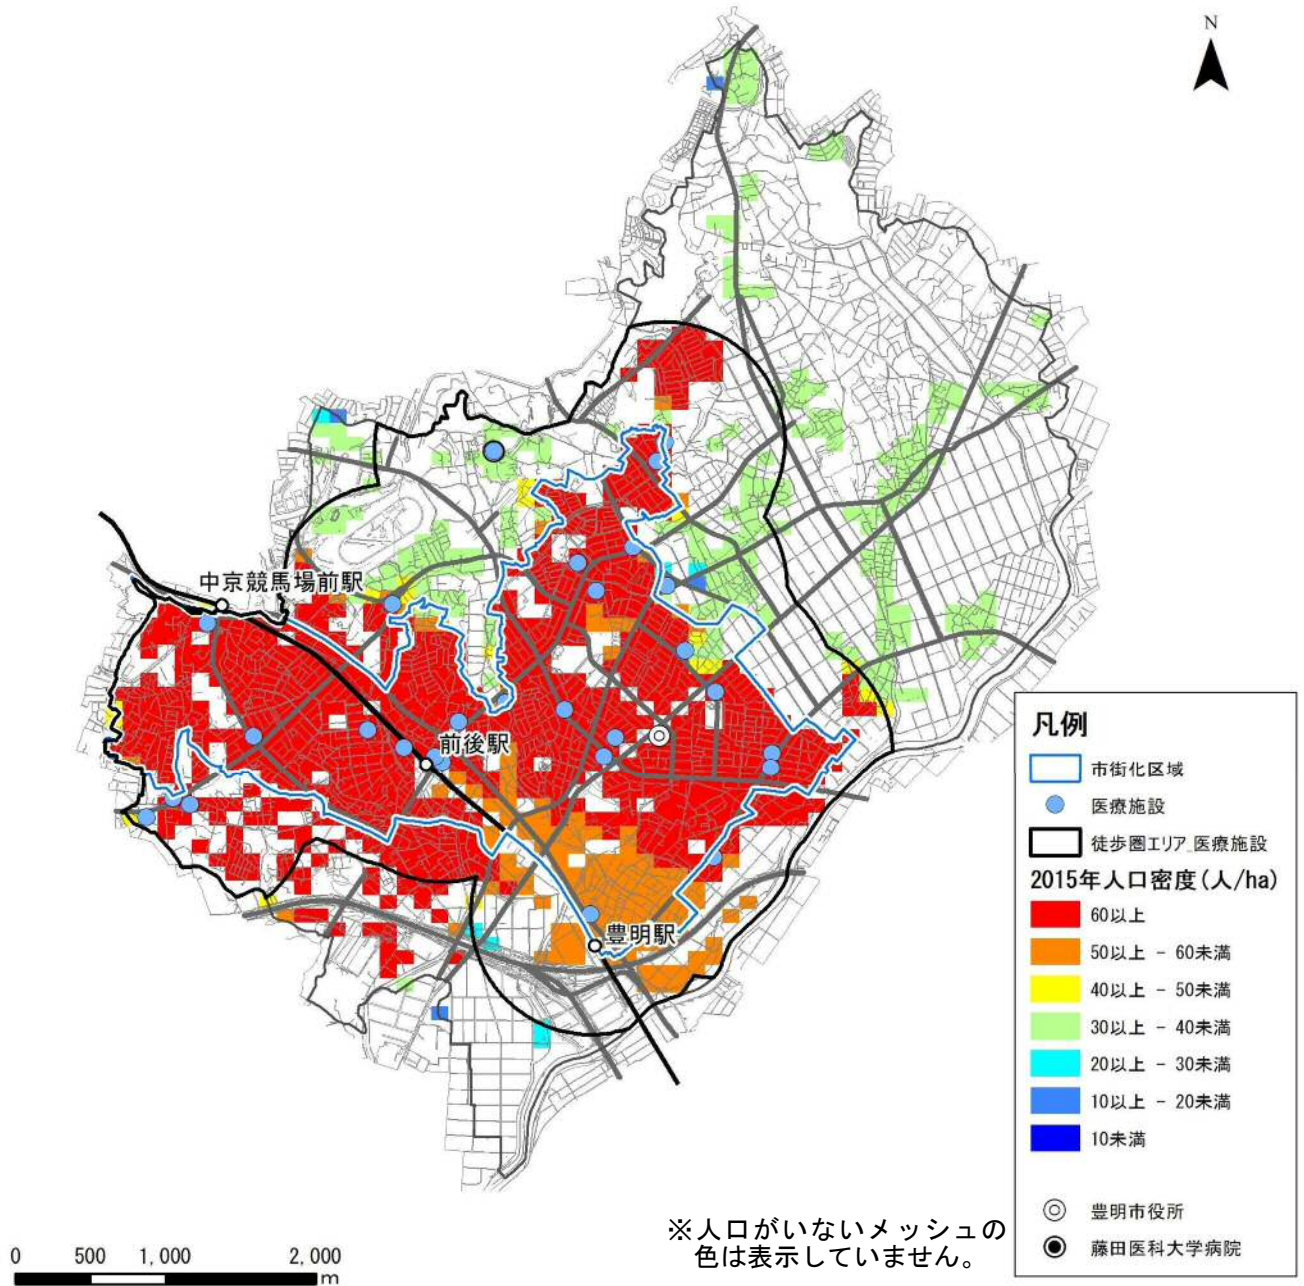 N
中京競馬場前駅
前後駅
豊明駅
凡例
市街化区域
医療施設
徒歩圏エリア_医療施設
2015年人口密度(人/ha)
60以上
50以上 - 60未満
40以上 - 50未満
30以上 - 40未満
20以上 - 30未満
10以上 - 20未満
10未満
豊明市役所
藤田医科大学病院
※人口がいないメッシュの
色は表示していません。
0 500 1,000 2,000
m